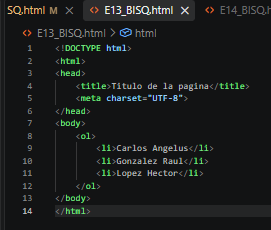 SQ.html M E13_BISQ.html × E14_BISQ.html
E13_BISQ.html > html
1 <!DOCTYPE html>
2 <html>
3 <head>
4 <title>Titulo de la pagina</title>
5 <meta charset="UTF-8">
6 </head>
7 <body>
8 <ol>
9 <li>Carlos Angelus</li>
10 <li>Gonzalez Raul</li>
11 <li>Lopez Hector</li>
12 </ol>
13 </body>
14 </html>